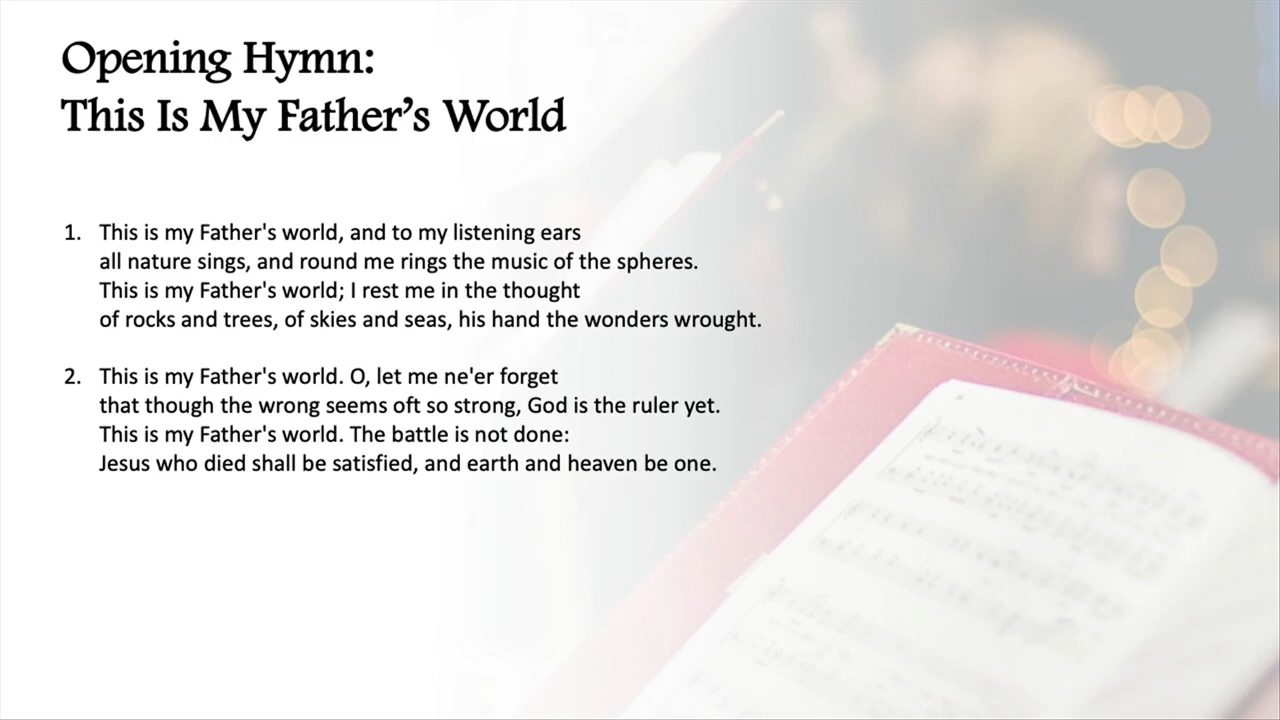 Opening Hymn:
This Is My Father’s World
1. This is my Father's world, and to my listening ears
all nature sings, and round me rings the music of the spheres.
This is my Father's world; I rest me in the thought
of rocks and trees, of skies and seas, his hand the wonders wrought.
2. This is my Father's world. O, let me ne'er forget
that though the wrong seems oft so strong, God is the ruler yet.
This is my Father's world. The battle is not done:
Jesus who died shall be satisfied, and earth and heaven be one.